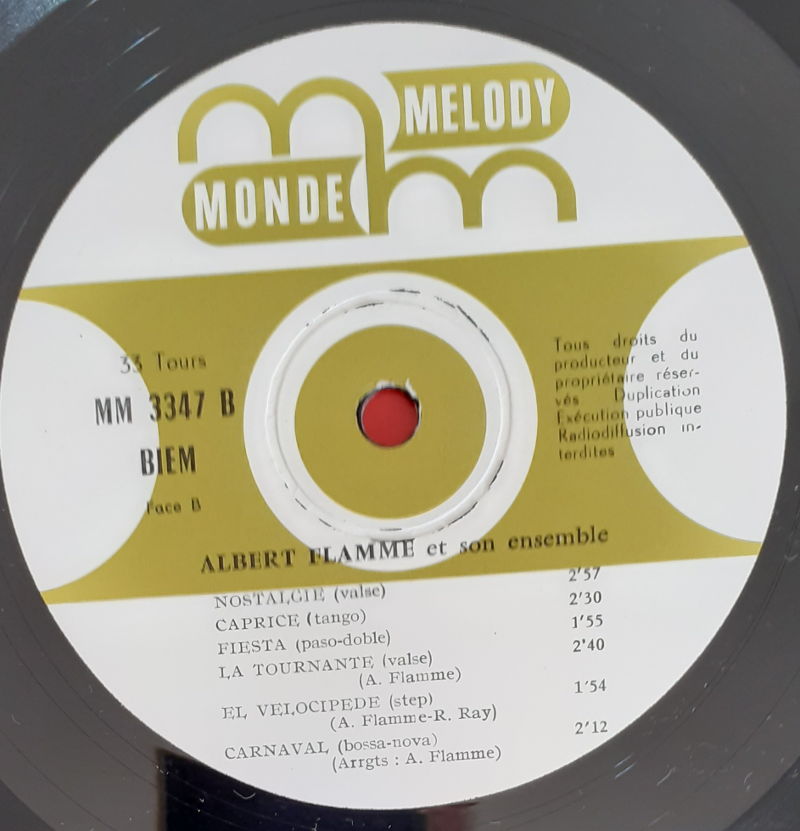 MELODY
MONDE
33 Tours
MM 3347 B
BIEM
Face B
Tous droits du
producteur et du
propriétaire réser-
vés Duplication
Exécution publique
Radiodiffusion in-
terdites
ALBERT FLAMME et son ensemble
NOSTALGIE (valse) 2'57
CAPRICE (tango) 2'30
FIESTA (paso-doble) 1'55
LA TOURNANTE (valse) 2'40
(A. Flamme)
EL VELOCIPEDE (step) 1'54
(A. Flamme-R. Ray)
CARNAVAL (bossa-nova) 2'12
(Arrgts : A. Flamme)